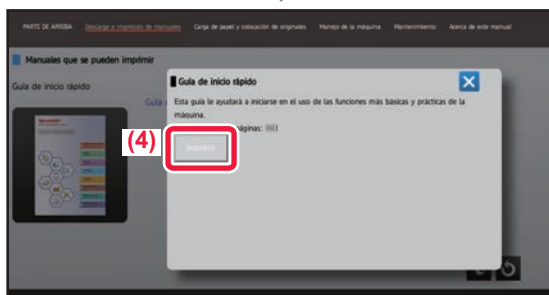 PARTE DE ARRIBA Descarga e impresión de manuales Carga de papel y colocación de originales Manejo de la máquina Mantenimiento Acerca de este manual
Manuales que se pueden imprimir
Guía de inicio rápido
Guía
Guía de inicio rápido
Esta guía le ayudará a iniciarse en el uso de las funciones más básicas y prácticas de la
máquina.
páginas:
(4)
Imprimir